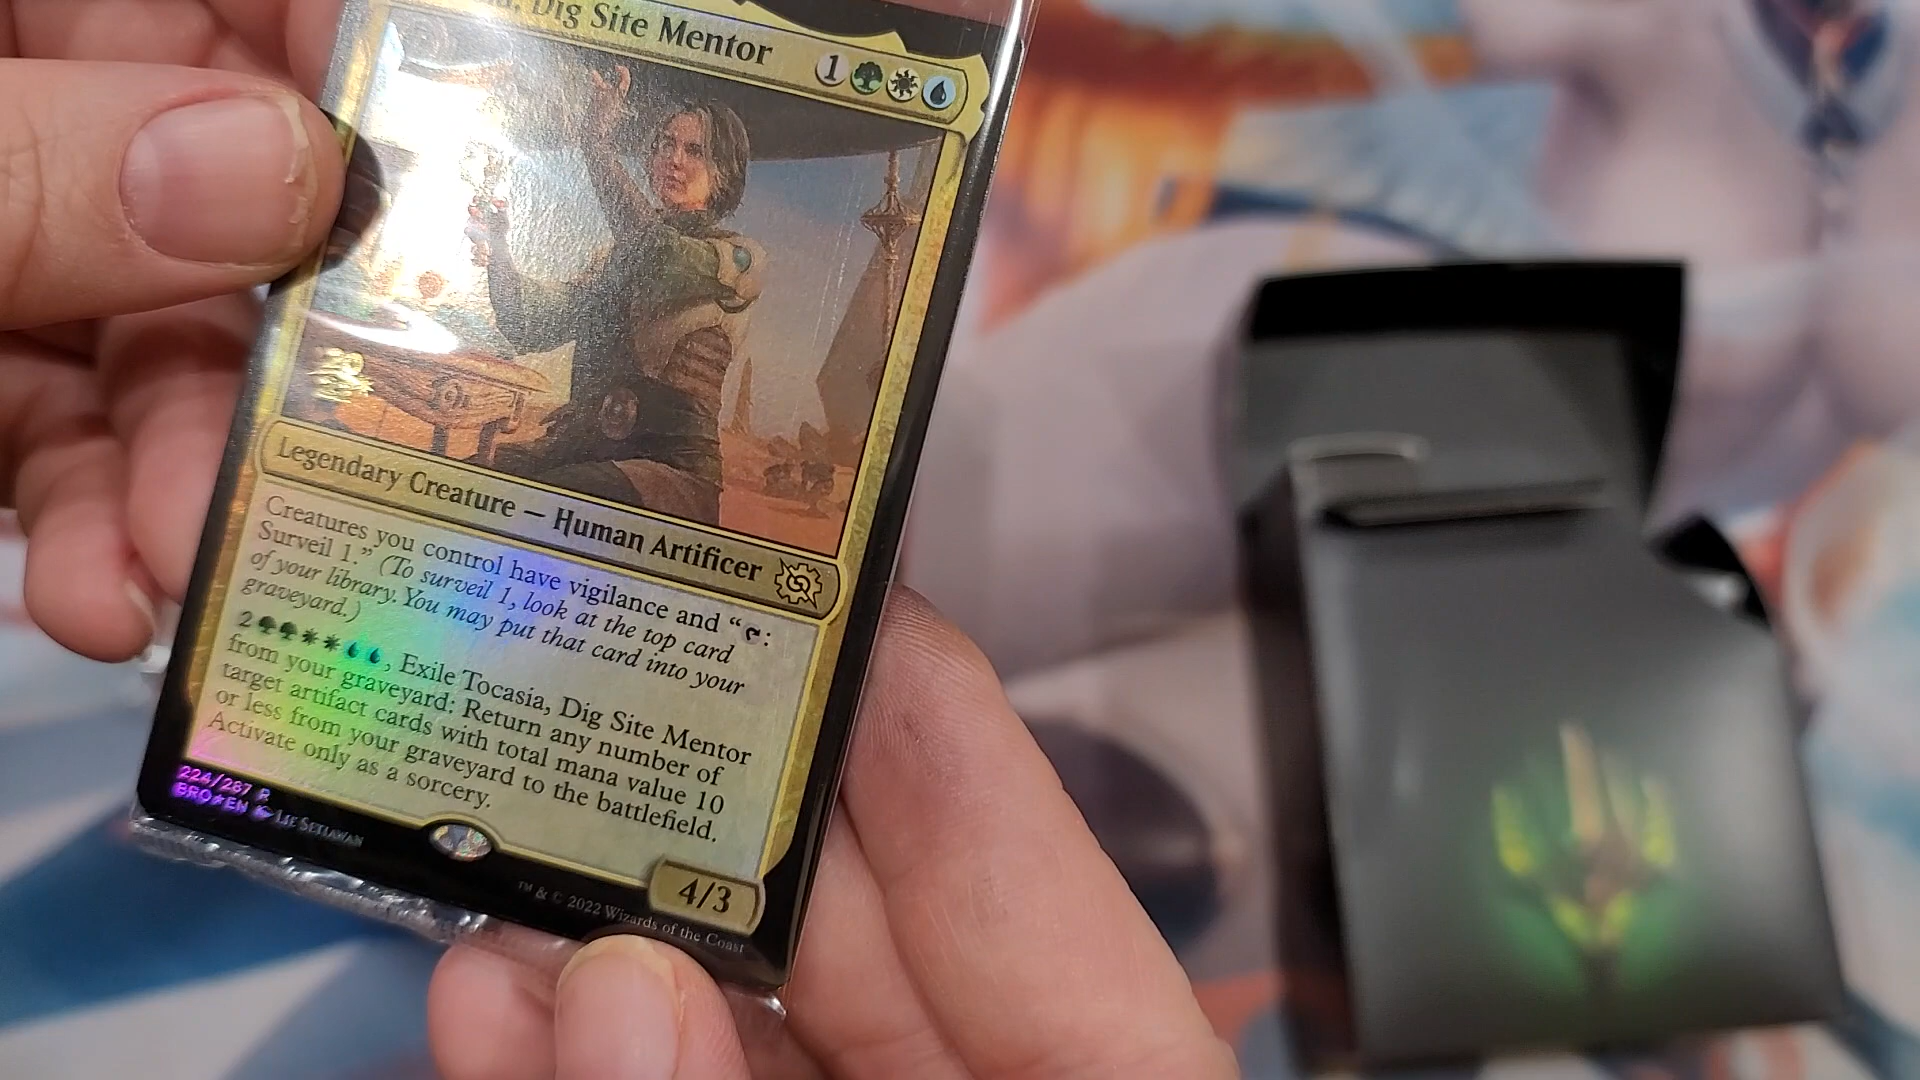 Dig Site Mentor 1
Legendary Creature — Human Artificer
Creatures you control have vigilance and “:
Surveil 1.” (To surveil 1, look at the top card
of your library. You may put that card into your
graveyard.)
2, Exile Tocasia, Dig Site Mentor
from your graveyard: Return any number of
target artifact cards with total mana value 10
or less from your graveyard to the battlefield.
Activate only as a sorcery.
224/287 R
BRO★EN Lie Setiawan
4/3
™ & © 2022 Wizards of the Coast